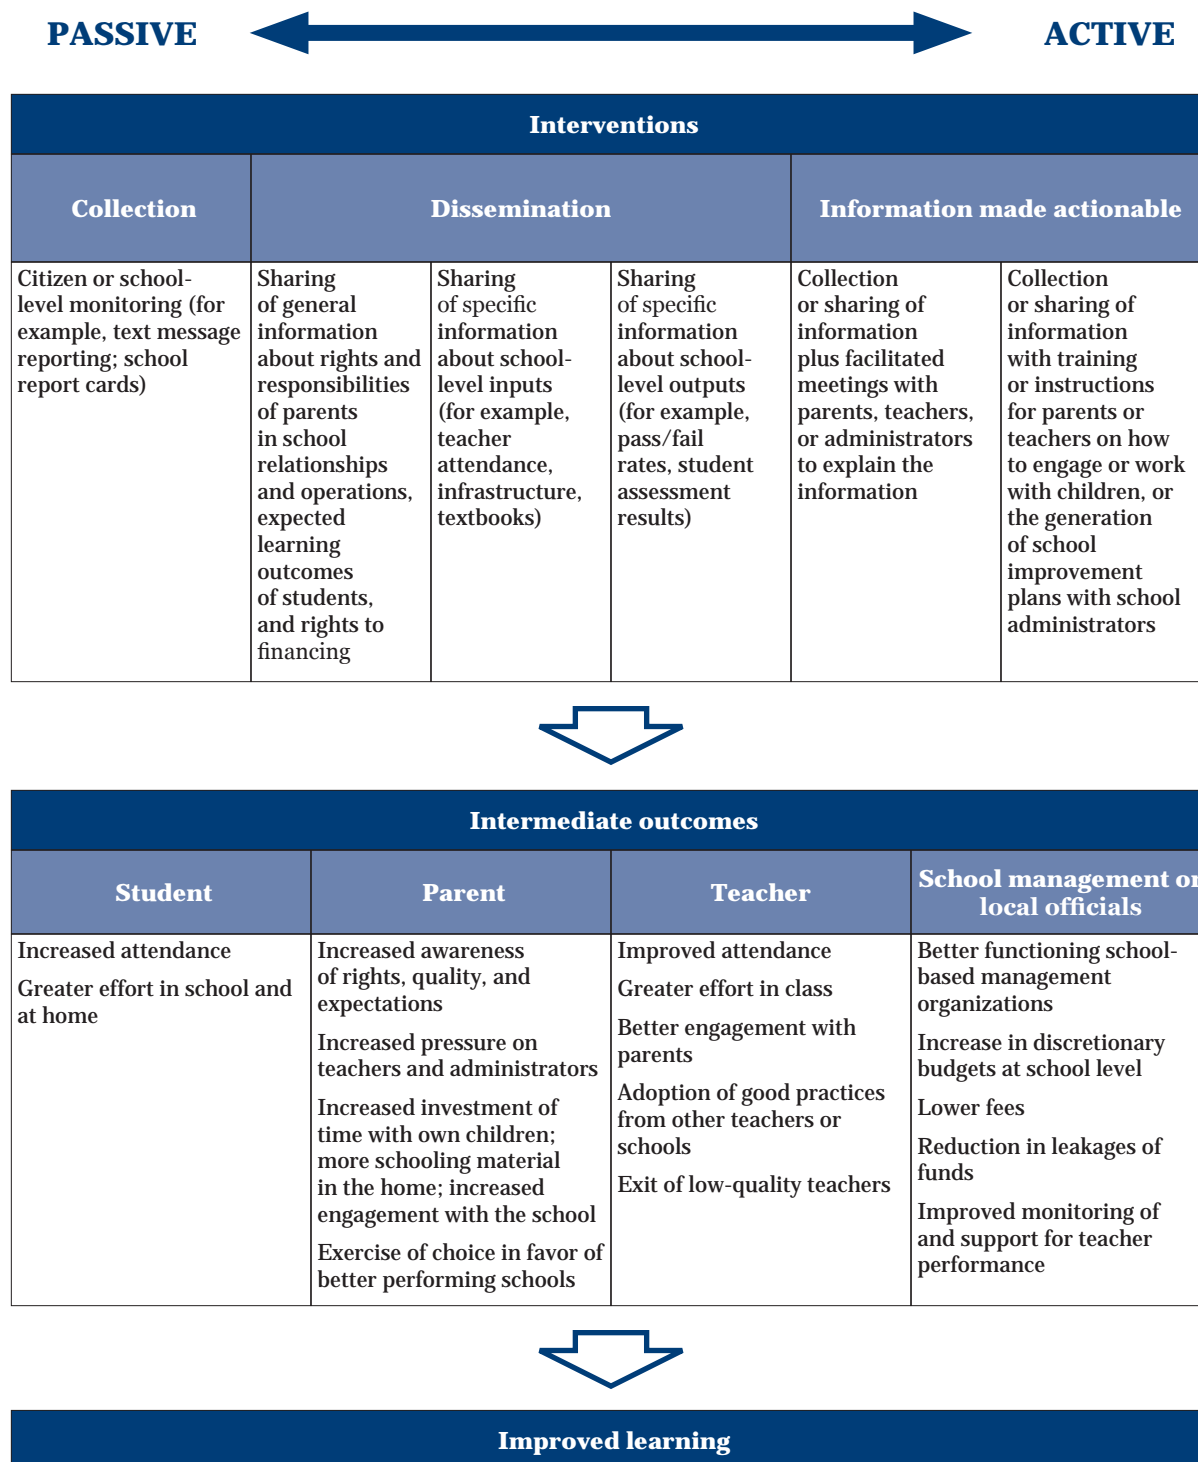 PASSIVE
ACTIVE
Interventions
Collection
Dissemination
Information made actionable
Citizen or school-
level monitoring (for
example, text message
reporting; school
report cards)
Sharing
of general
information
about rights and
responsibilities
of parents
in school
relationships
and operations,
expected
learning
outcomes
of students,
and rights to
financing
Sharing
of specific
information
about school-
level inputs
(for example,
teacher
attendance,
infrastructure,
textbooks)
Sharing
of specific
information
about school-
level outputs
(for example,
pass/fail
rates, student
assessment
results)
Collection
or sharing of
information
plus facilitated
meetings with
parents, teachers,
or administrators
to explain the
information
Collection
or sharing of
information
with training
or instructions
for parents or
teachers on how
to engage or work
with children, or
the generation
of school
improvement
plans with school
administrators
Intermediate outcomes
Student
Parent
Teacher
School management or
local officials
Increased attendance
Greater effort in school and
at home
Increased awareness
of rights, quality, and
expectations
Increased pressure on
teachers and administrators
Increased investment of
time with own children;
more schooling material
in the home; increased
engagement with the school
Exercise of choice in favor of
better performing schools
Improved attendance
Greater effort in class
Better engagement with
parents
Adoption of good practices
from other teachers or
schools
Exit of low-quality teachers
Better functioning school-
based management
organizations
Increase in discretionary
budgets at school level
Lower fees
Reduction in leakages of
funds
Improved monitoring of
and support for teacher
performance
Improved learning